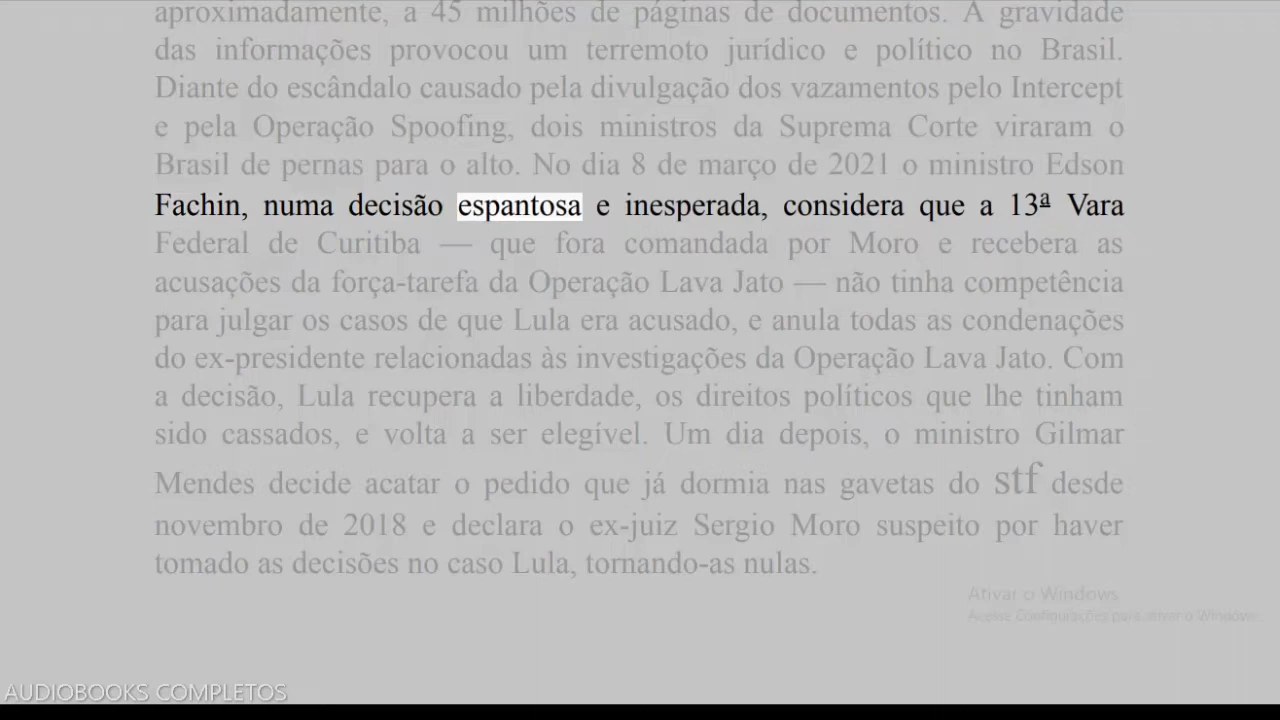 aproximadamente, a 45 milhões de páginas de documentos. A gravidade
das informações provocou um terremoto jurídico e político no Brasil.
Diante do escândalo causado pela divulgação dos vazamentos pelo Intercept
e pela Operação Spoofing, dois ministros da Suprema Corte viraram o
Brasil de pernas para o alto. No dia 8 de março de 2021 o ministro Edson
Fachin, numa decisão espantosa e inesperada, considera que a 13ª Vara
Federal de Curitiba — que fora comandada por Moro e recebera as
acusações da força-tarefa da Operação Lava Jato — não tinha competência
para julgar os casos de que Lula era acusado, e anula todas as condenações
do ex-presidente relacionadas às investigações da Operação Lava Jato. Com
a decisão, Lula recupera a liberdade, os direitos políticos que lhe tinham
sido cassados, e volta a ser elegível. Um dia depois, o ministro Gilmar
Mendes decide acatar o pedido que já dormia nas gavetas do stf desde
novembro de 2018 e declara o ex-juiz Sergio Moro suspeito por haver
tomado as decisões no caso Lula, tornando-as nulas.
Ativar o Windows
Acesse Configurações para ativar o Windows.
AUDIOBOOKS COMPLETOS